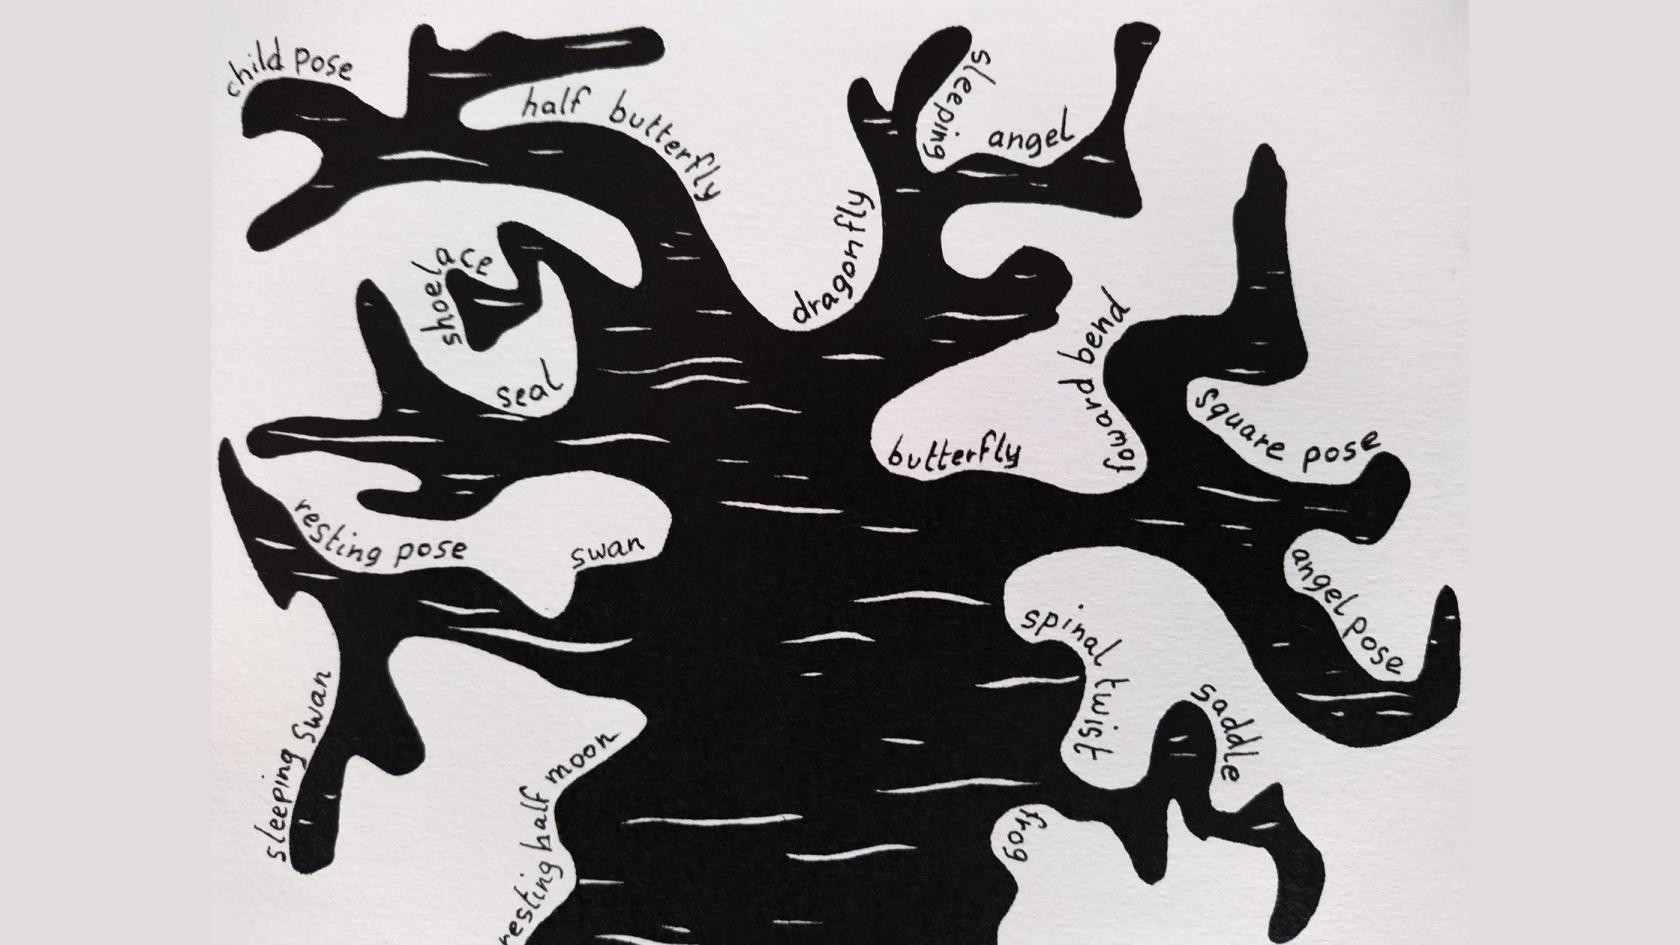 child pose
half butterfly
sleeping angel
dragonfly
shoelace
seal
forward bend
butterfly
square pose
resting pose
swan
angel pose
spinal twist
saddle
sleeping swan
resting half moon
frog